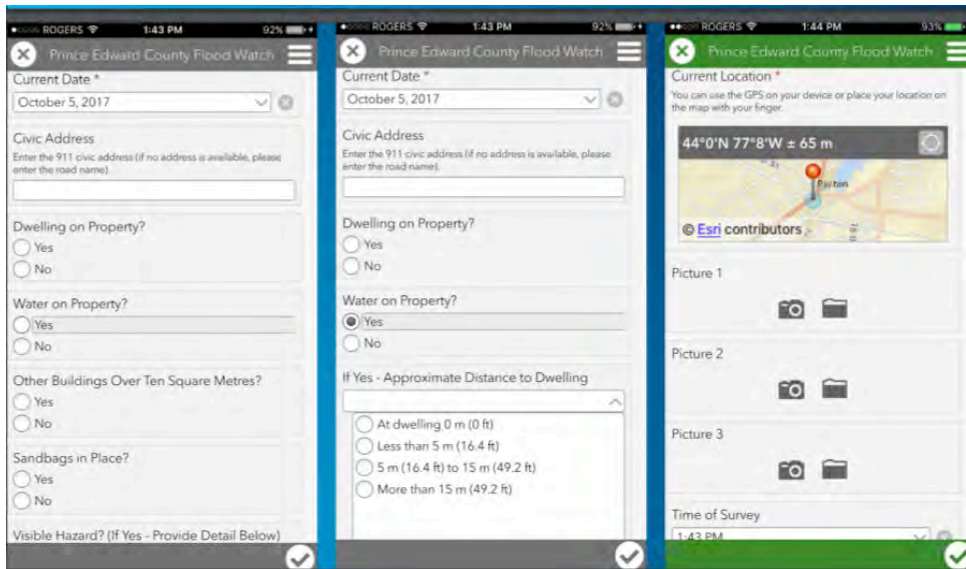 ROGERS 1:43 PM 92%
Prince Edward County Flood Watch
Current Date *
October 5, 2017
Civic Address
Enter the 911 civic address (if no address is available, please
enter the road name).
Dwelling on Property?
Yes
No
Water on Property?
Yes
No
Other Buildings Over Ten Square Metres?
Yes
No
Sandbags in Place?
Yes
No
Visible Hazard? (If Yes - Provide Detail Below)
ROGERS 1:43 PM 92%
Prince Edward County Flood Watch
Current Date *
October 5, 2017
Civic Address
Enter the 911 civic address (if no address is available, please
enter the road name).
Dwelling on Property?
Yes
No
Water on Property?
Yes
No
If Yes - Approximate Distance to Dwelling
At dwelling 0 m (0 ft)
Less than 5 m (16.4 ft)
5 m (16.4 ft) to 15 m (49.2 ft)
More than 15 m (49.2 ft)
ROGERS 1:44 PM 93%
Prince Edward County Flood Watch
Current Location *
You can use the GPS on your device or place your location on
the map with your finger.
44°0'N 77°8'W ± 65 m
Picton
© Esri contributors
Picture 1
Picture 2
Picture 3
Time of Survey
1:43 PM